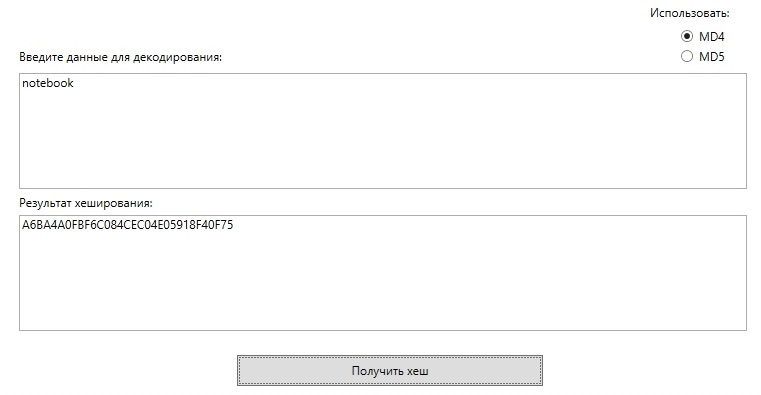 Использовать:
MD4
MD5
Введите данные для декодирования:
notebook
Результат хеширования:
A6BA4A0FBF6C084CEC04E05918F40F75
Получить хеш